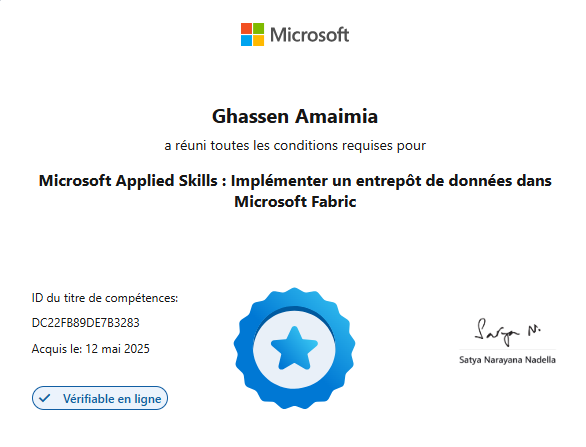 Microsoft
Ghassen Amaimia
a réuni toutes les conditions requises pour
Microsoft Applied Skills : Implémenter un entrepôt de données dans
Microsoft Fabric
ID du titre de compétences:
DC22FB89DE7B3283
Acquis le: 12 mai 2025
Vérifiable en ligne
Satya N.
Satya Narayana Nadella